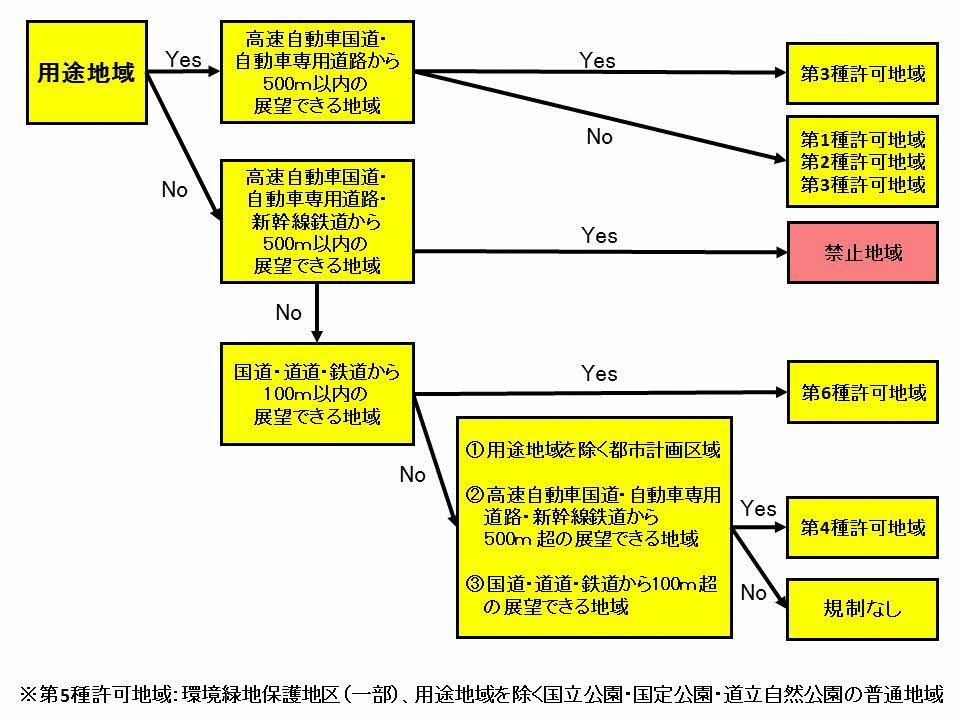 用途地域
Yes
高速自動車国道・
自動車専用道路から
500m以内の
展望できる地域
Yes
第3種許可地域
No
第1種許可地域
第2種許可地域
第3種許可地域
No
高速自動車国道・
自動車専用道路・
新幹線鉄道から
500m以内の
展望できる地域
Yes
禁止地域
No
国道・道道・鉄道から
100m以内の
展望できる地域
Yes
第6種許可地域
No
①用途地域を除く都市計画区域
②高速自動車国道・自動車専用
道路・新幹線鉄道から
500m 超の展望できる地域
③国道・道道・鉄道から100m超
の展望できる地域
Yes
第4種許可地域
No
規制なし
※第5種許可地域：環境緑地保護地区（一部）、用途地域を除く国立公園・国定公園・道立自然公園の普通地域